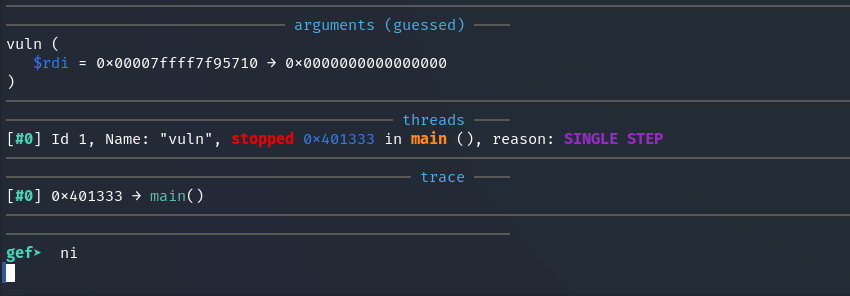 arguments (guessed)
vuln (
$rdi = 0×00007ffff7f95710 → 0×0000000000000000
)
threads
[#0] Id 1, Name: "vuln", stopped 0×401333 in main (), reason: SINGLE STEP
trace
[#0] 0×401333 → main()
gef➤ ni